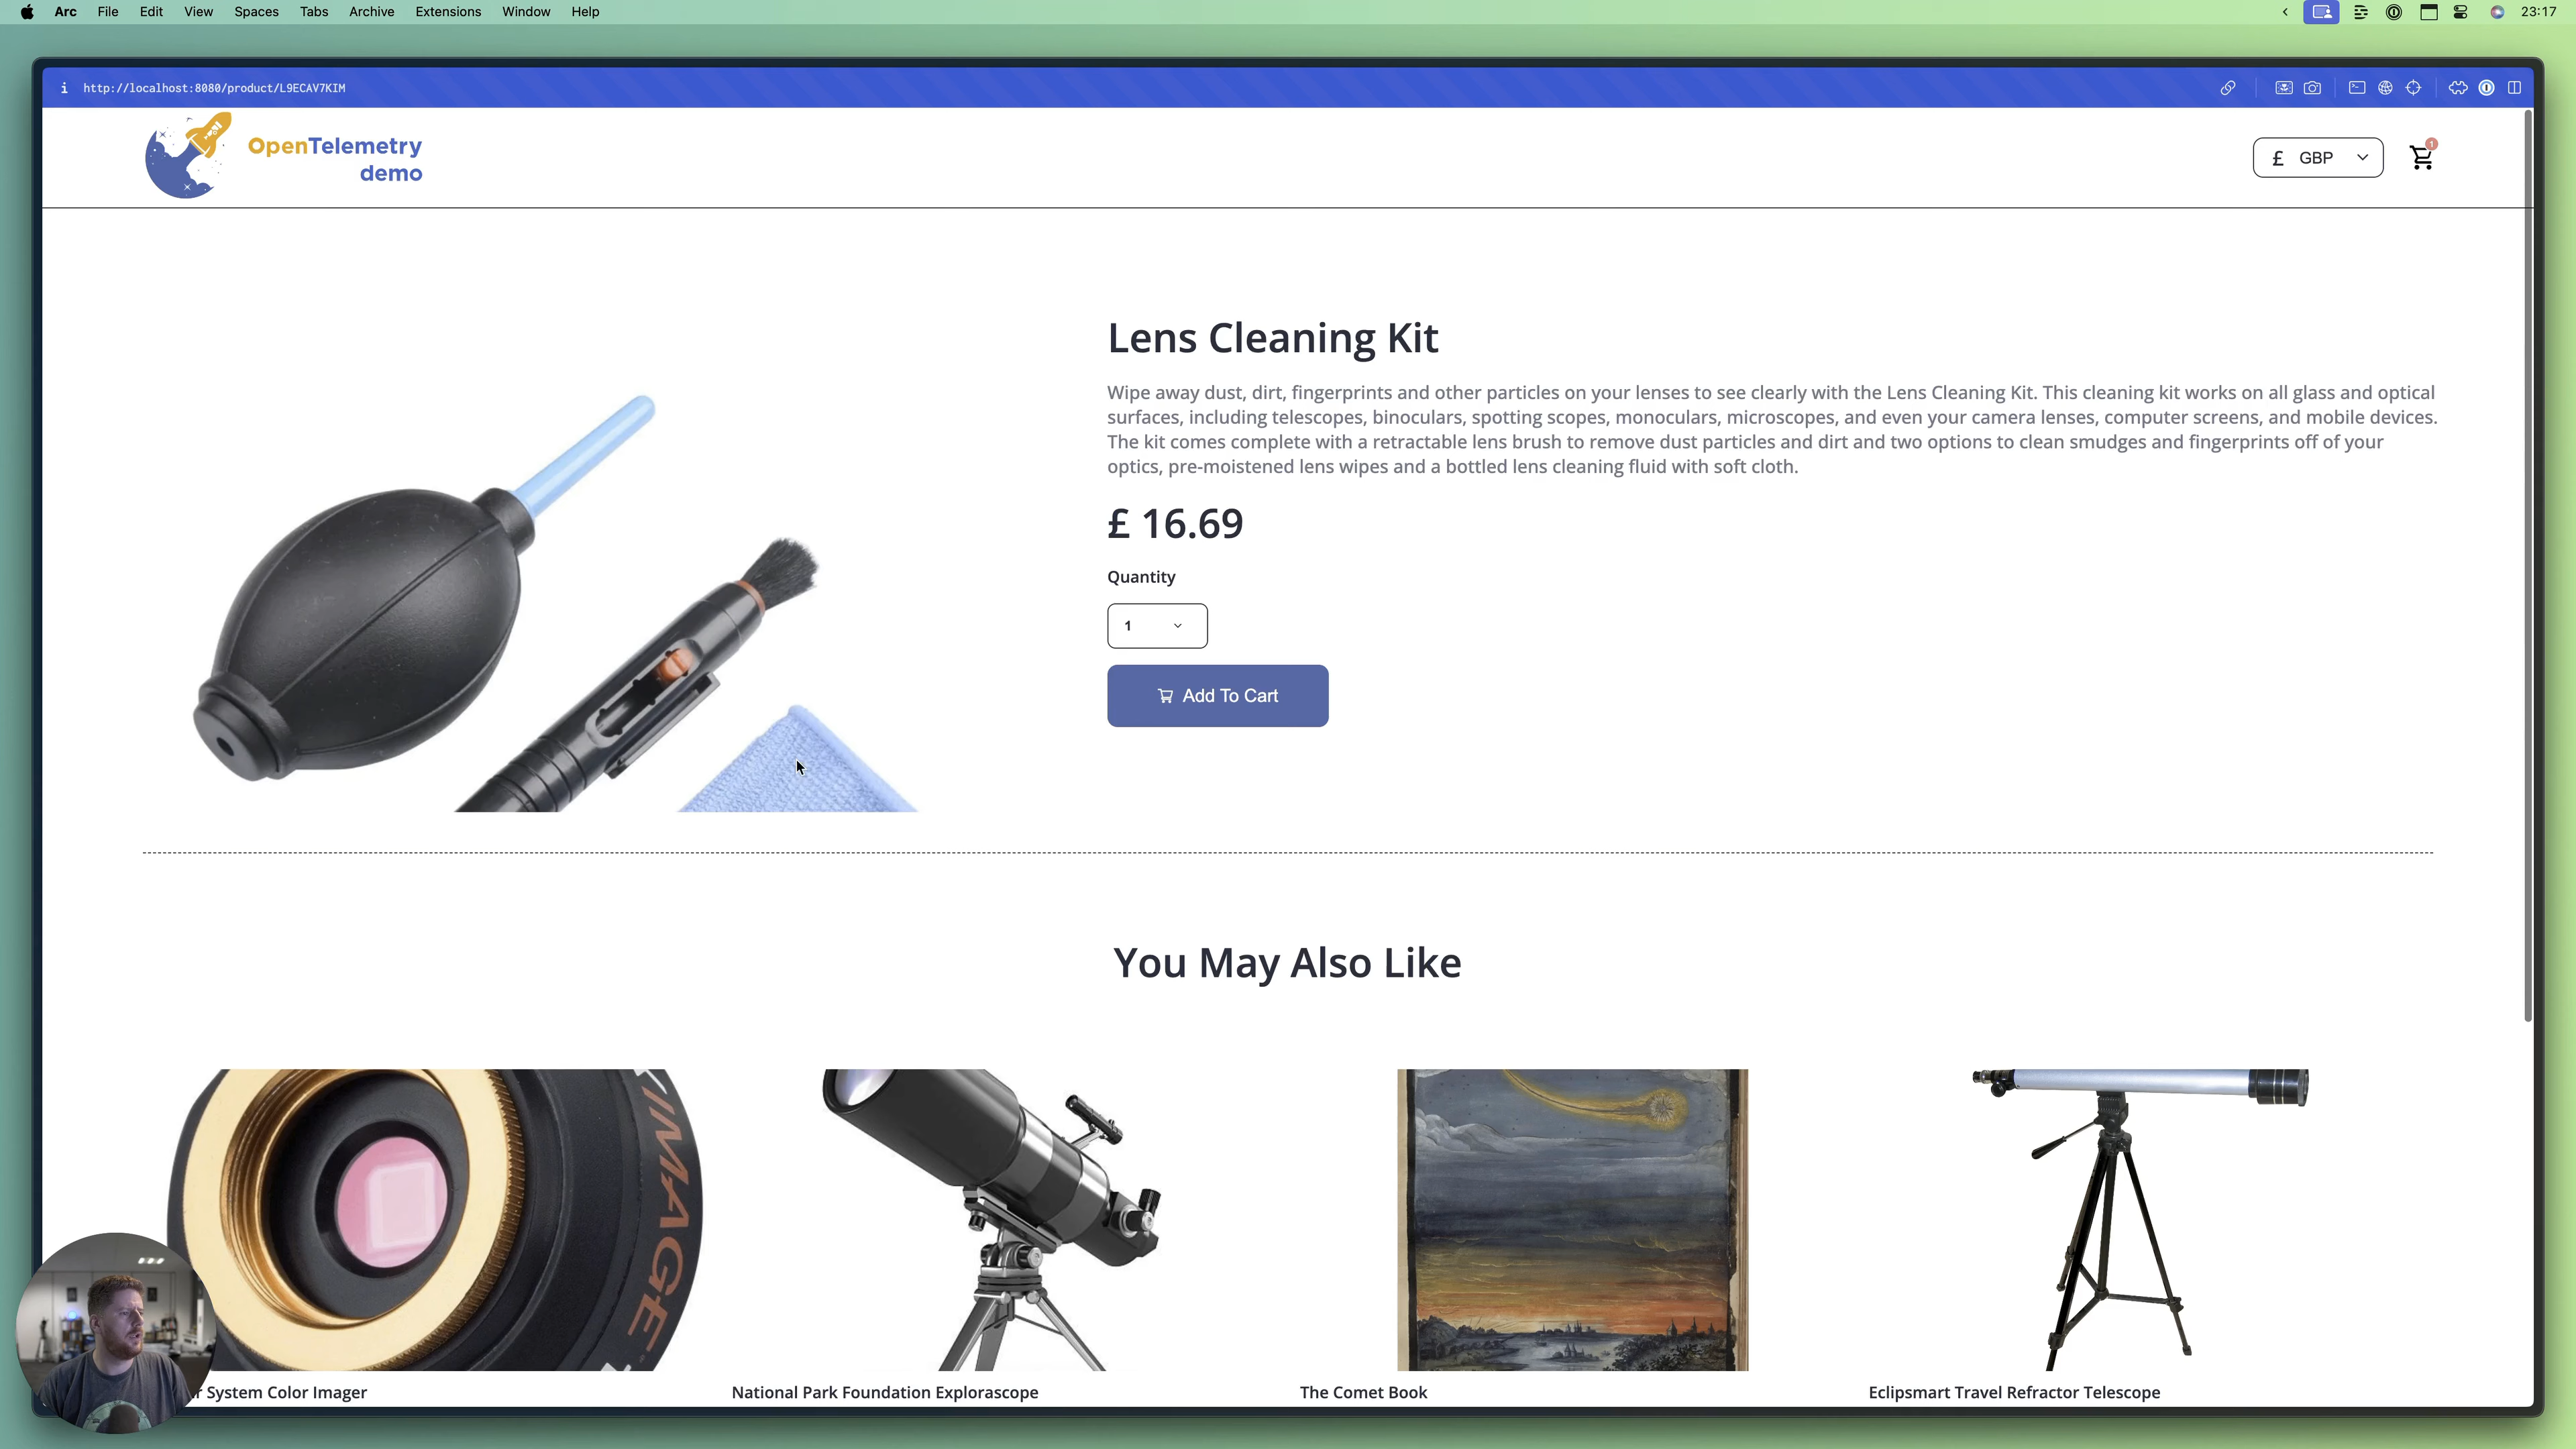 Arc File Edit View Spaces Tabs Archive Extensions Window Help 23:17
http://localhost:8080/product/L9ECAV7KIM
OpenTelemetry
demo
£ GBP
1
Lens Cleaning Kit
Wipe away dust, dirt, fingerprints and other particles on your lenses to see clearly with the Lens Cleaning Kit. This cleaning kit works on all glass and optical
surfaces, including telescopes, binoculars, spotting scopes, monoculars, microscopes, and even your camera lenses, computer screens, and mobile devices.
The kit comes complete with a retractable lens brush to remove dust particles and dirt and two options to clean smudges and fingerprints off of your
optics, pre-moistened lens wipes and a bottled lens cleaning fluid with soft cloth.
£ 16.69
Quantity
1
Add To Cart
You May Also Like
IMAGE
System Color Imager
National Park Foundation Explorascope
The Comet Book
Eclipsmart Travel Refractor Telescope